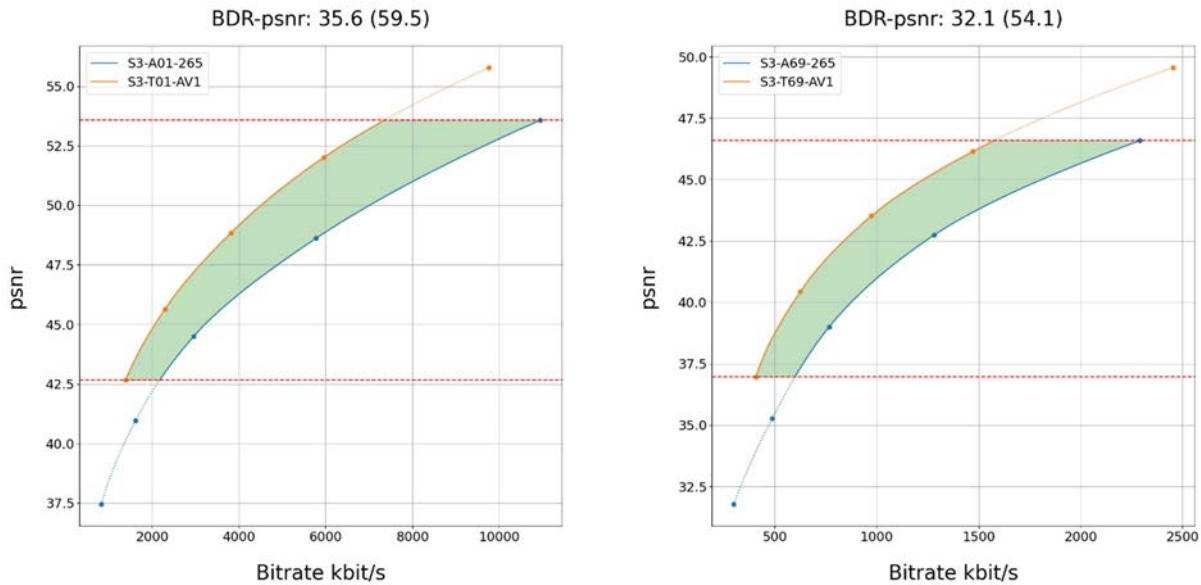 BDR-psnr: 35.6 (59.5)
S3-A01-265
S3-T01-AV1
psnr
55.0
52.5
50.0
47.5
45.0
42.5
40.0
37.5
2000
4000
6000
8000
10000
Bitrate kbit/s
BDR-psnr: 32.1 (54.1)
S3-A69-265
S3-T69-AV1
psnr
50.0
47.5
45.0
42.5
40.0
37.5
35.0
32.5
500
1000
1500
2000
2500
Bitrate kbit/s